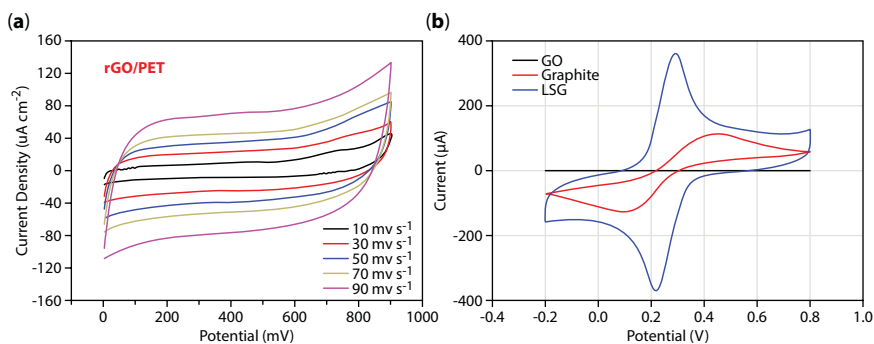 (a)
160
120
80
40
0
-40
-80
-120
-160
Current Density (uA cm-2)
rGO/PET
10 mv s-1
30 mv s-1
50 mv s-1
70 mv s-1
90 mv s-1
0
200
400
600
800
1000
Potential (mV)
(b)
400
200
0
-200
-400
Current (µA)
GO
Graphite
LSG
-0.4
-0.2
0.0
0.2
0.4
0.6
0.8
1.0
Potential (V)